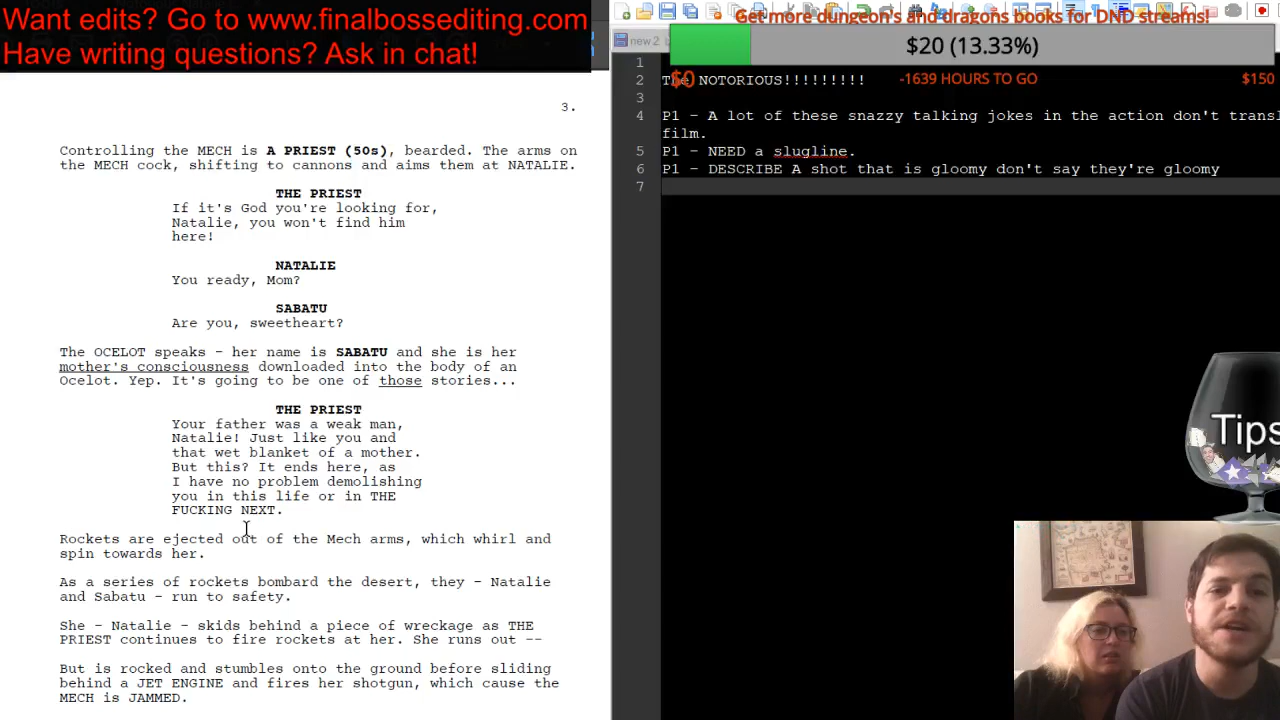 Want edits? Go to www.finalbossediting.com
Have writing questions? Ask in chat!
3.
Controlling the MECH is A PRIEST (50s), bearded. The arms on
the MECH cock, shifting to cannons and aims them at NATALIE.
THE PRIEST
If it's God you're looking for,
Natalie, you won't find him
here!
NATALIE
You ready, Mom?
SABATU
Are you, sweetheart?
The OCELOT speaks - her name is SABATU and she is her
mother's consciousness downloaded into the body of an
Ocelot. Yep. It's going to be one of those stories...
THE PRIEST
Your father was a weak man,
Natalie! Just like you and
that wet blanket of a mother.
But this? It ends here, as
I have no problem demolishing
you in this life or in THE
FUCKING NEXT.
Rockets are ejected out of the Mech arms, which whirl and
spin towards her.
As a series of rockets bombard the desert, they - Natalie
and Sabatu - run to safety.
She - Natalie - skids behind a piece of wreckage as THE
PRIEST continues to fire rockets at her. She runs out --
But is rocked and stumbles onto the ground before sliding
behind a JET ENGINE and fires her shotgun, which cause the
MECH is JAMMED.
Get more dungeon's and dragons books for DND streams!
new 2
$20 (13.33%)
$0
-1639 HOURS TO GO
$150
1
2 The NOTORIOUS!!!!!!!!!
3
4 P1 - A lot of these snazzy talking jokes in the action don't transl
film.
5 P1 - NEED a slugline.
6 P1 - DESCRIBE A shot that is gloomy don't say they're gloomy
7
Tips